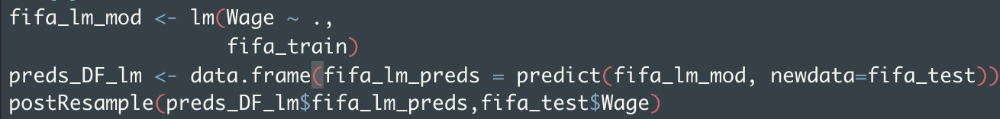 fifa_lm_mod <- lm(Wage ~ .,
fifa_train)
preds_DF_lm <- data.frame(fifa_lm_preds = predict(fifa_lm_mod, newdata=fifa_test))
postResample(preds_DF_lm$fifa_lm_preds,fifa_test$Wage)